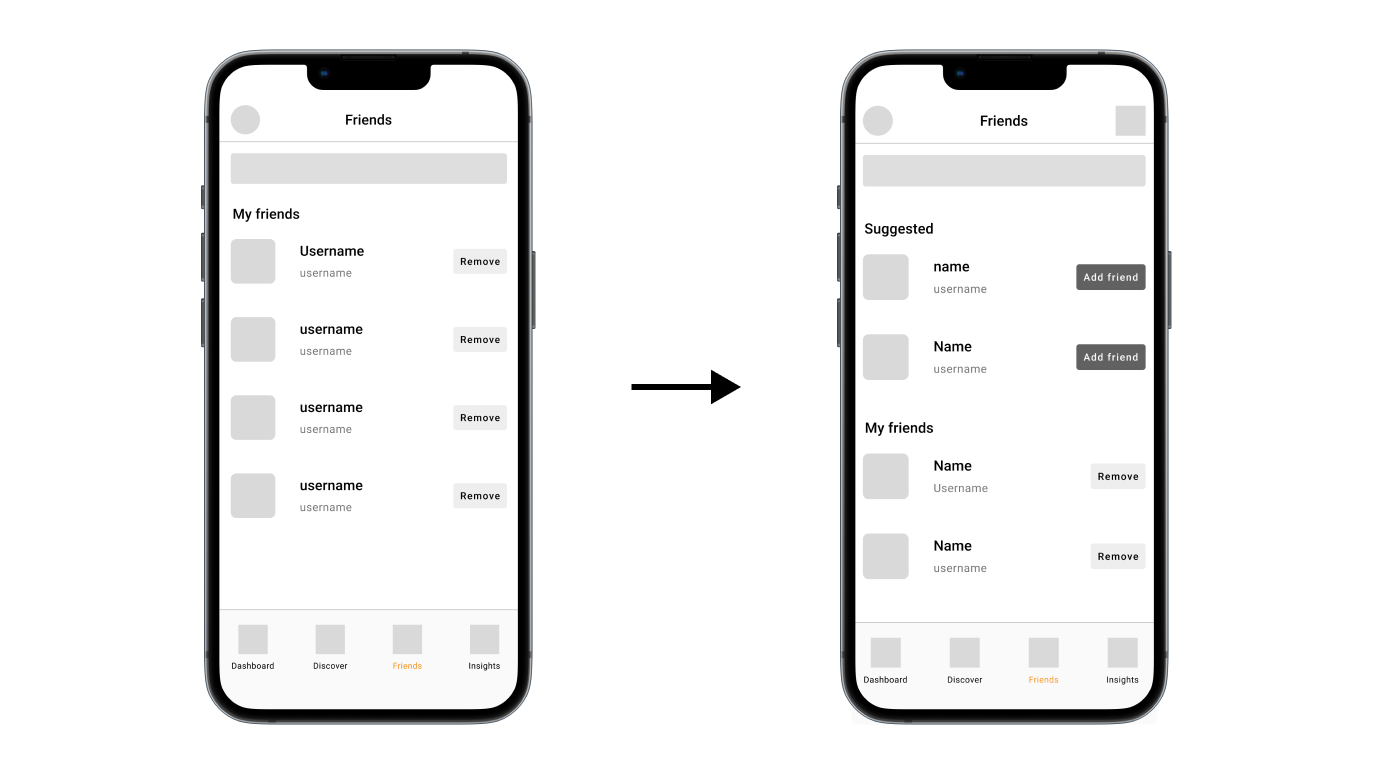 Friends
My friends
Username
username
Remove
username
username
Remove
username
username
Remove
username
username
Remove
Dashboard
Discover
Friends
Insights
Friends
Suggested
name
username
Add friend
Name
username
Add friend
My friends
Name
Username
Remove
Name
username
Remove
Dashboard
Discover
Friends
Insights